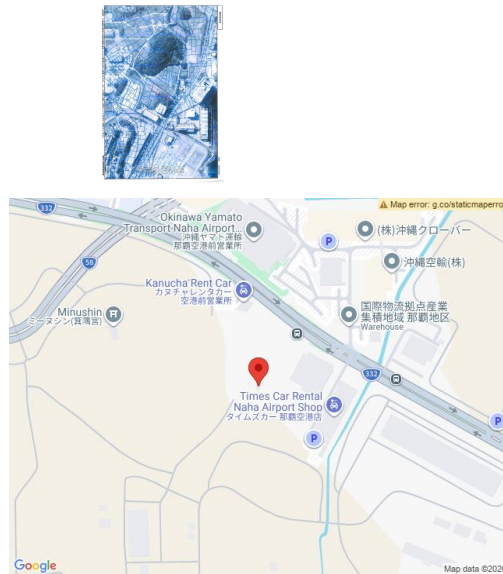 332
Map error: g.co/staticmaperro
Okinawa Yamato
Transport Naha Airport...
沖縄ヤマト運輸
那覇空港前営業所
P
(株)沖縄クローバー
58
沖縄空輸(株)
Kanucha Rent Car
カヌチャレンタカー
空港前営業所
国際物流拠点産業
集積地域 那覇地区
Warehouse
Minushin
ミーヌシン(箕隅宮)
332
Times Car Rental
Naha Airport Shop
タイムズカー 那覇空港店
P
P
Google
Map data ©202